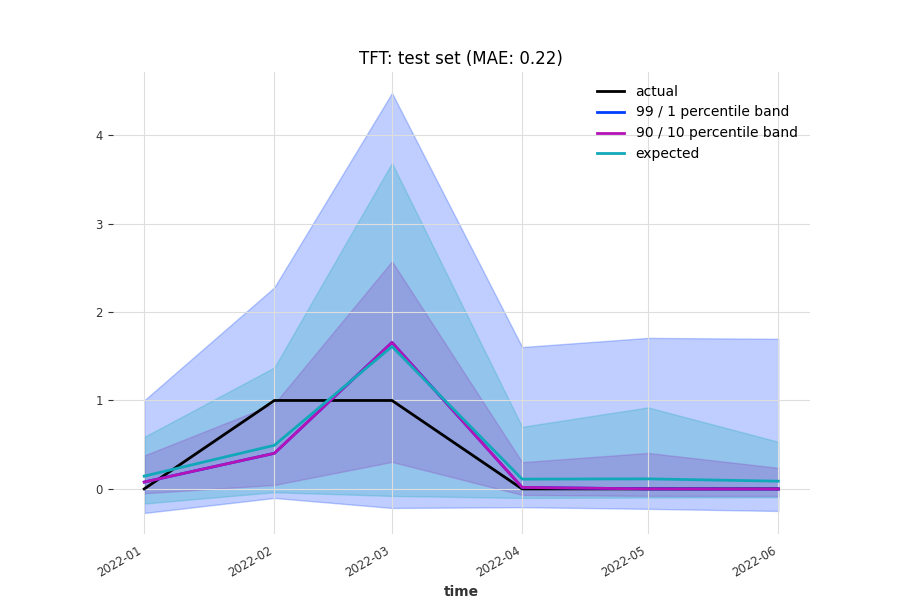 TFT: test set (MAE: 0.22)
actual
99 / 1 percentile band
90 / 10 percentile band
expected
4
3
2
1
0
2022-01
2022-02
2022-03
2022-04
2022-05
2022-06
time